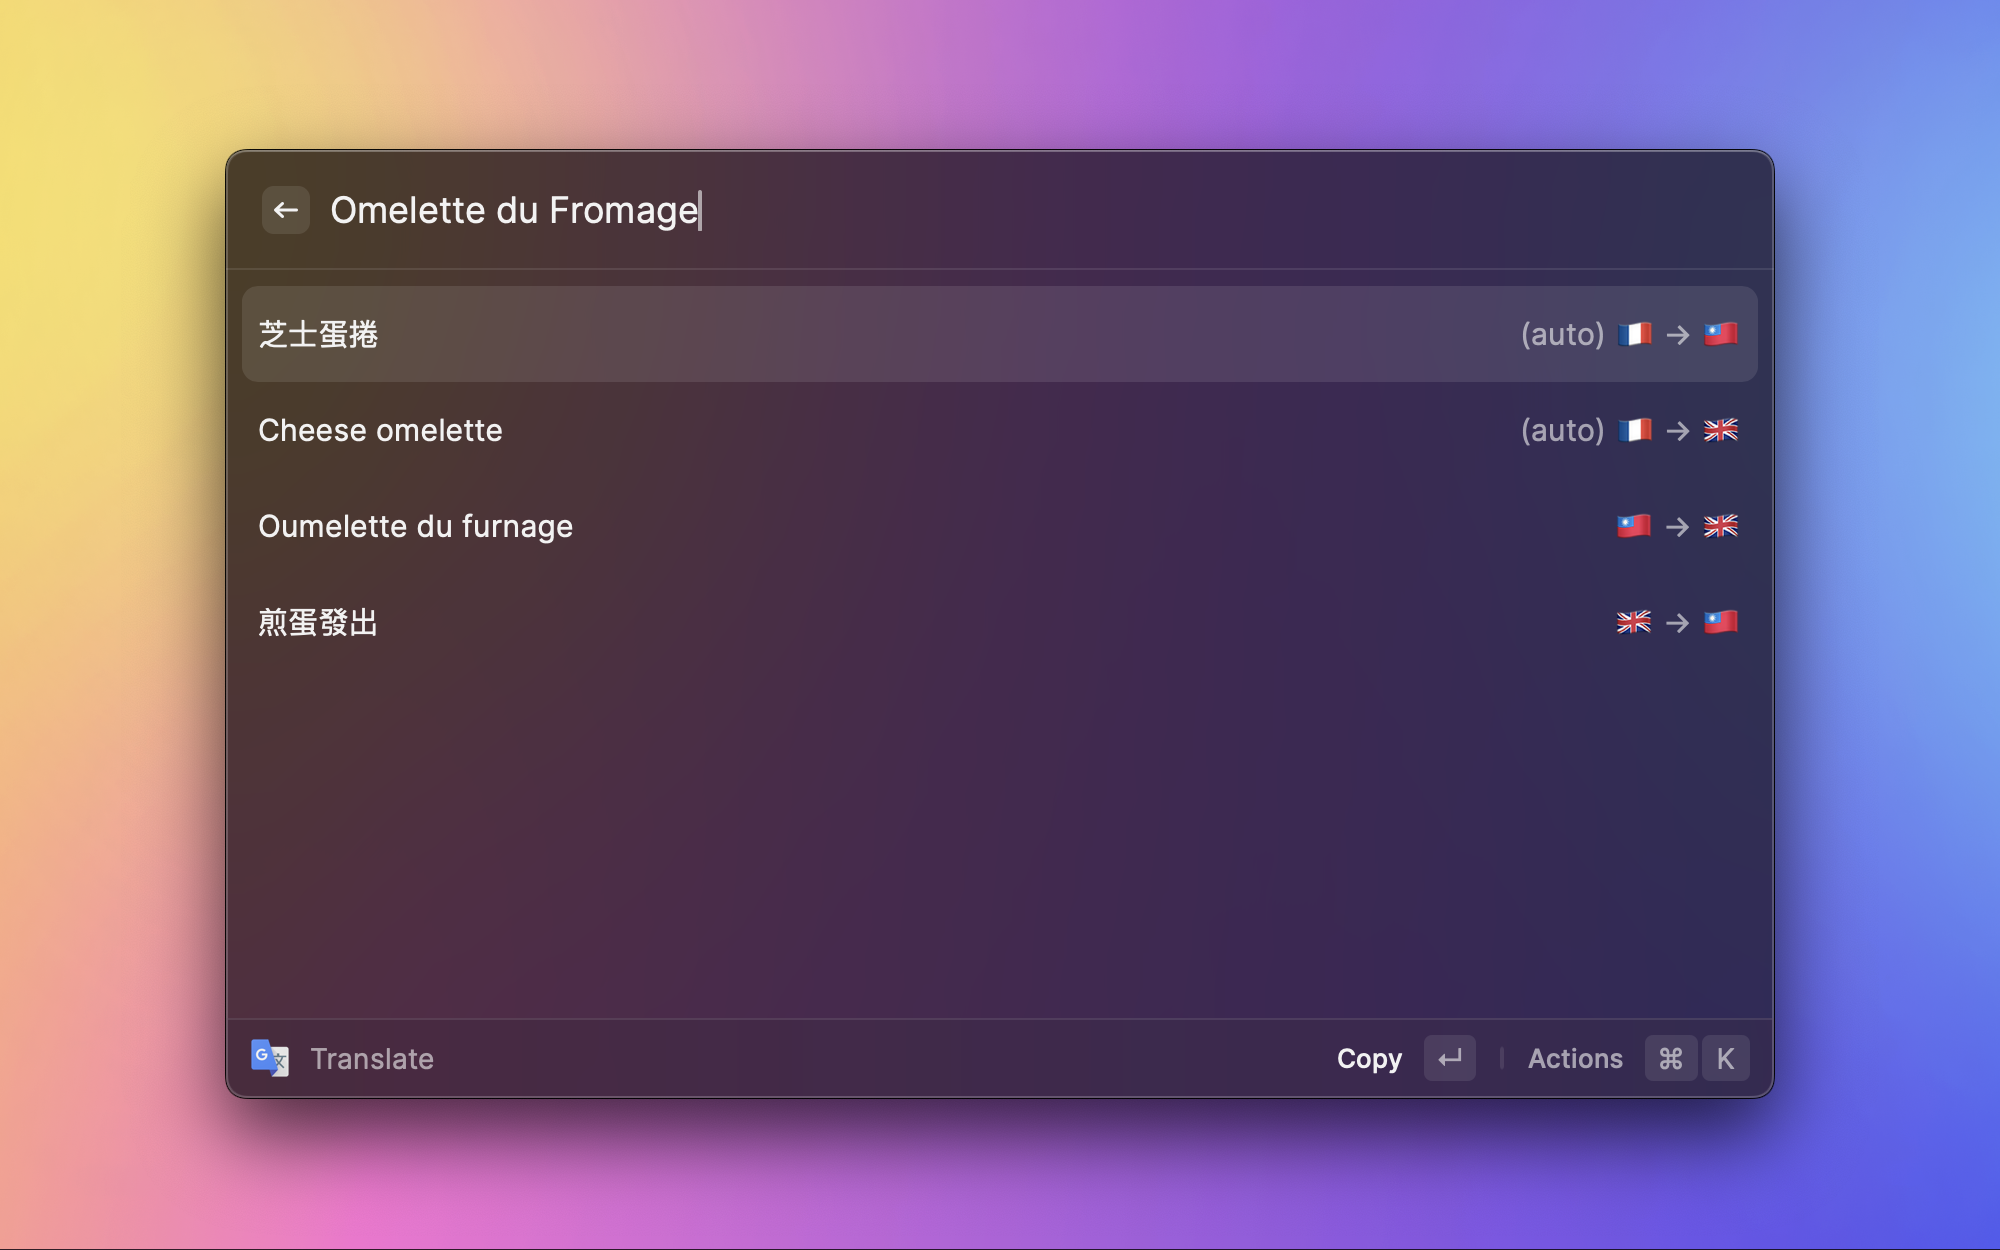 Omelette du Fromage
芝士蛋捲 (auto) 🇫🇷 → 🇹🇼
Cheese omelette (auto) 🇫🇷 → 🇬🇧
Oumelette du furnage 🇹🇼 → 🇬🇧
煎蛋發出 🇬🇧 → 🇹🇼
G 文 Translate Copy ↵ Actions ⌘ K